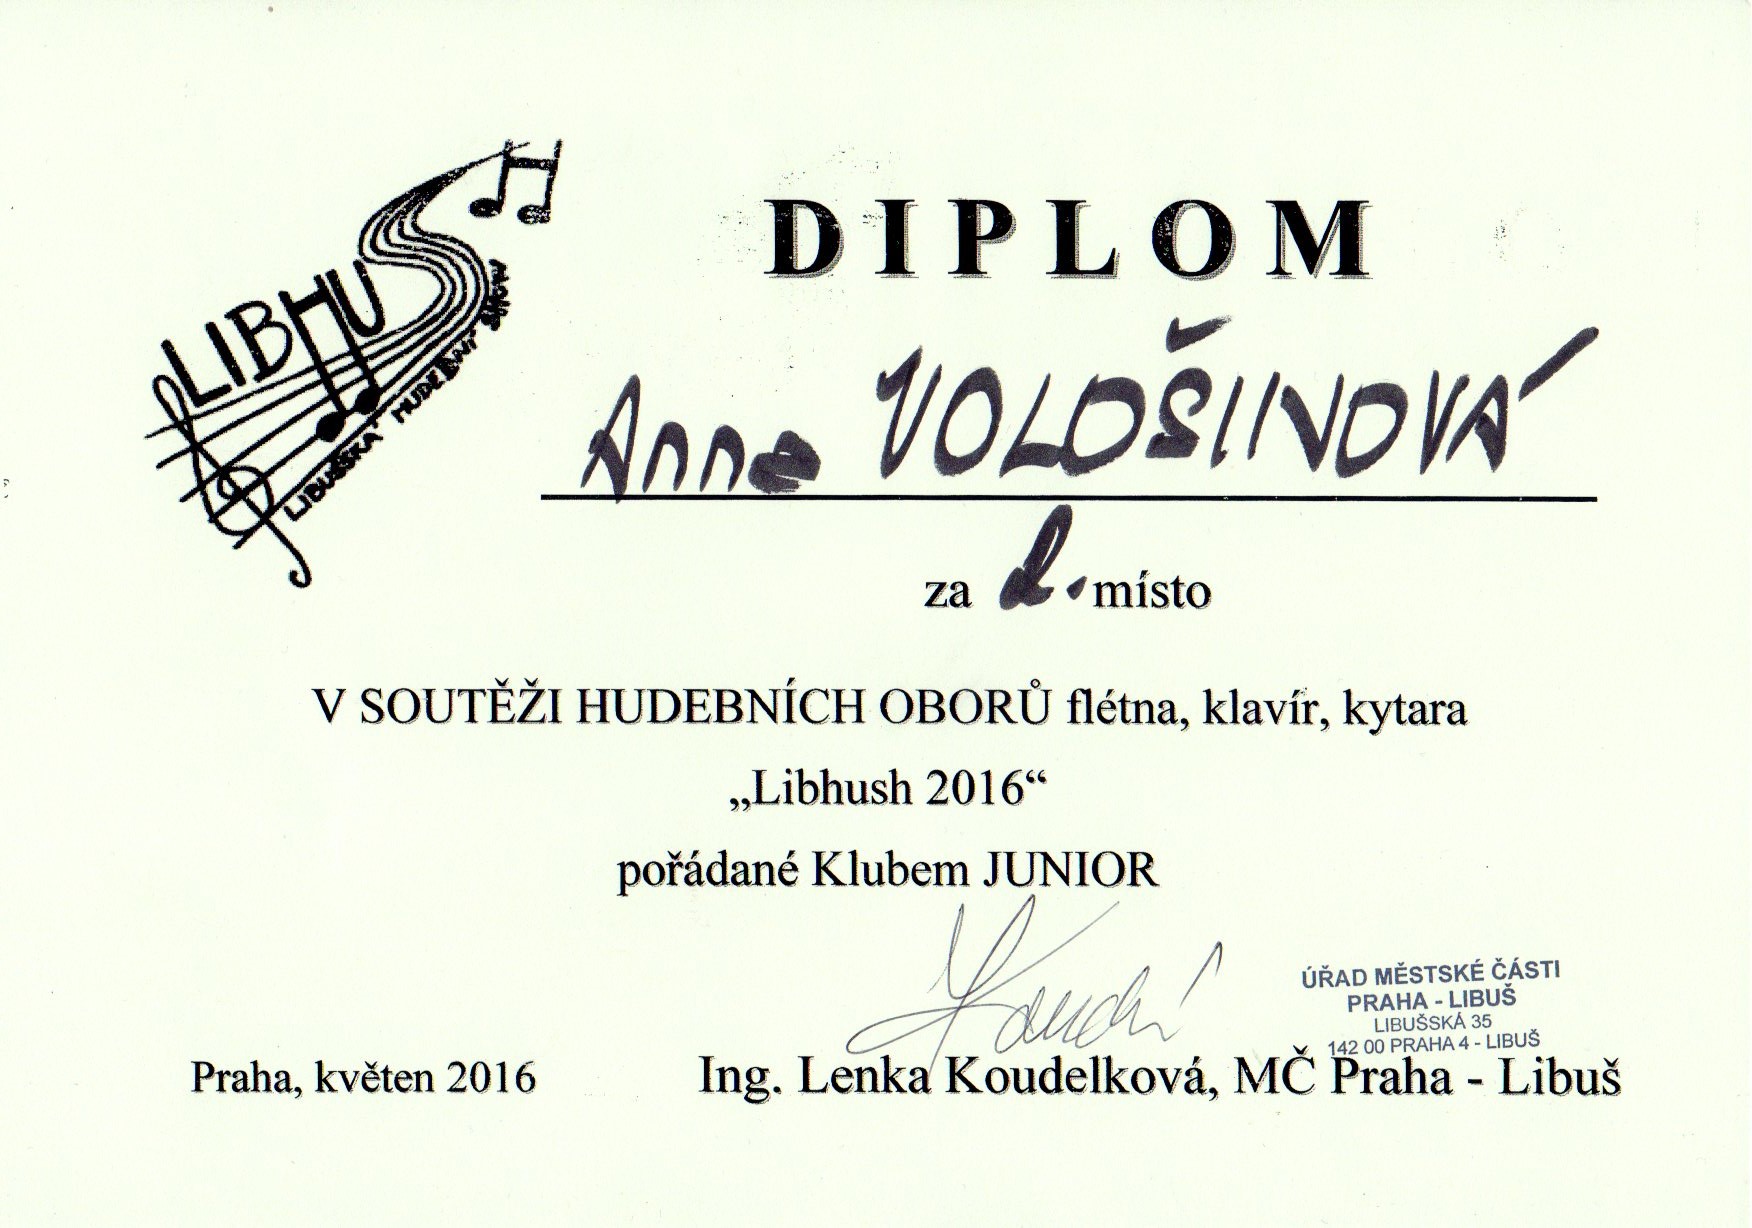 LIBHUS
LIBUŠSKÁ HUDEBNÍ SHOW
DIPLOM
Anna VOLOŠINOVÁ
za 2. místo
V SOUTĚŽI HUDEBNÍCH OBORŮ flétna, klavír, kytara
„Libhush 2016“
pořádané Klubem JUNIOR
ÚŘAD MĚSTSKÉ ČÁSTI
PRAHA - LIBUŠ
LIBUŠSKÁ 35
142 00 PRAHA 4 - LIBUŠ
Praha, květen 2016
Ing. Lenka Koudelková, MČ Praha - Libuš